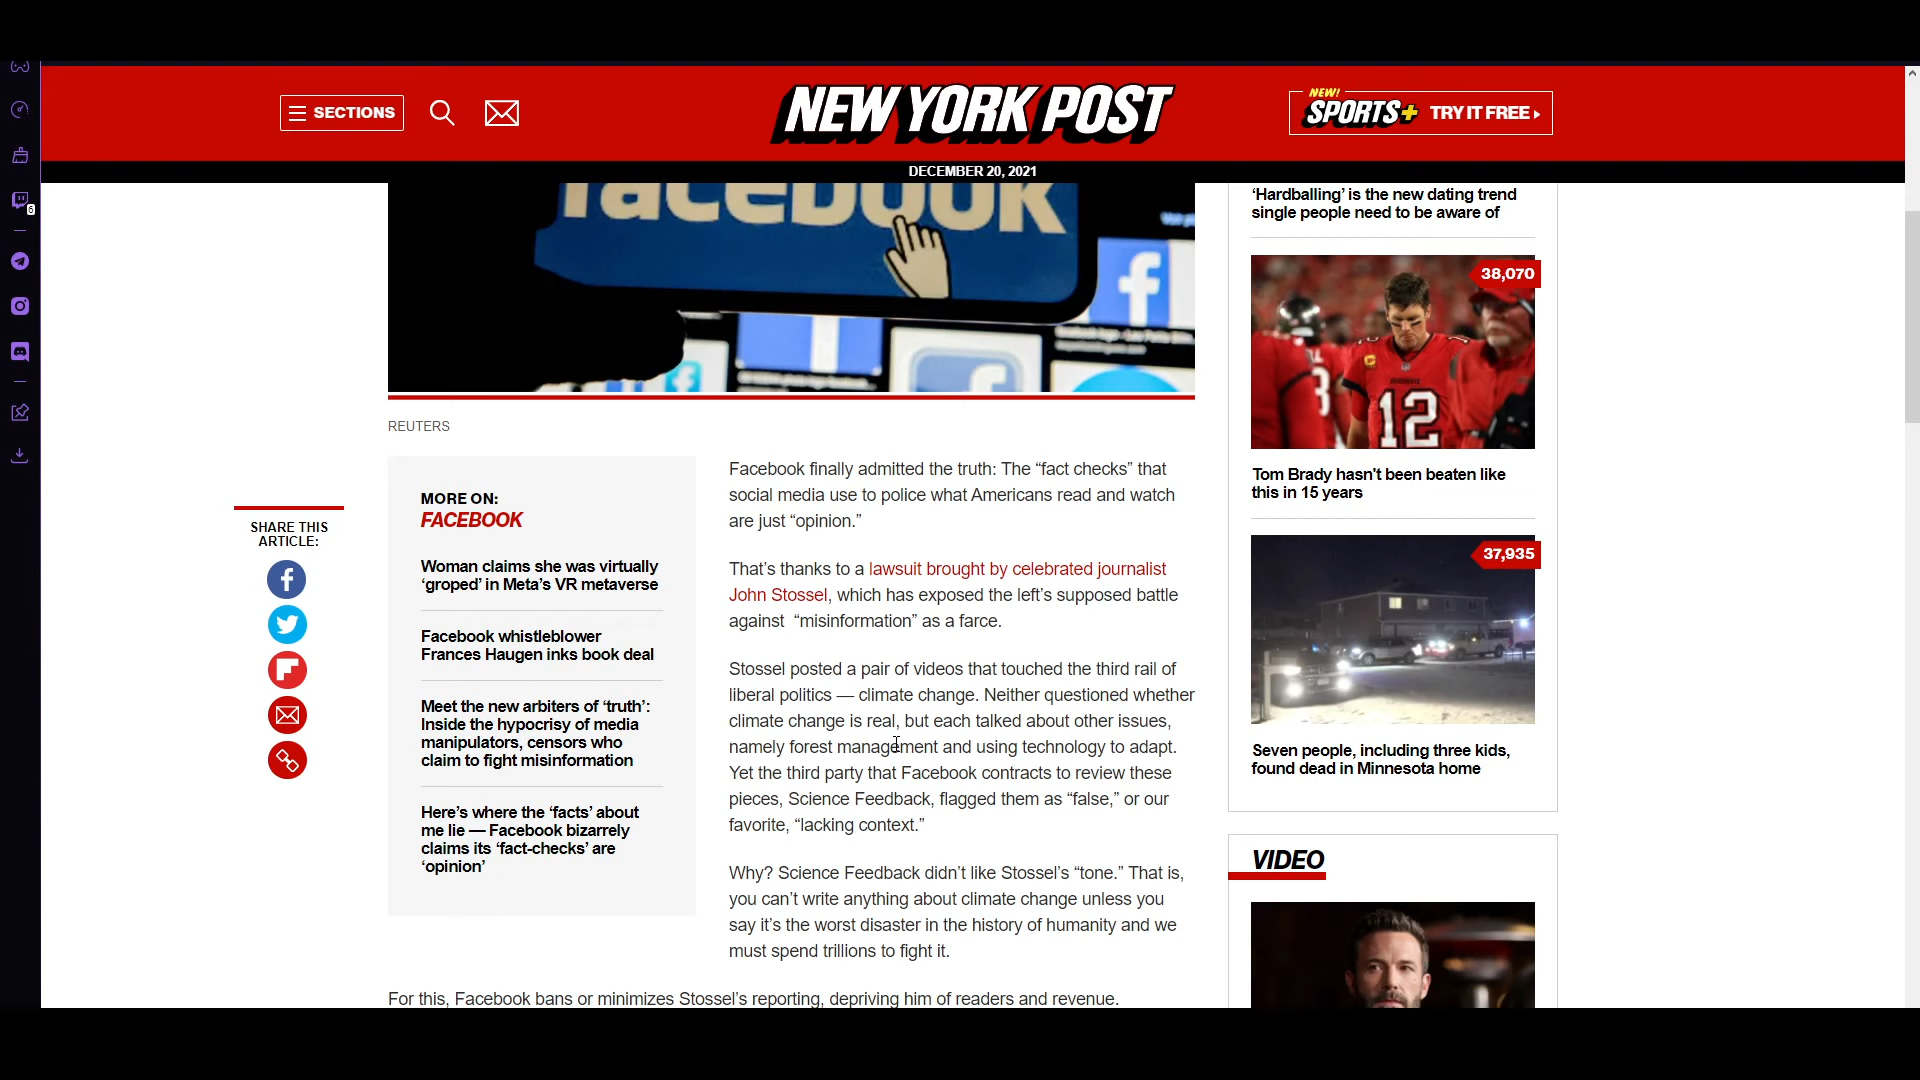 SECTIONS
NEW YORK POST
NEW!
SPORTS+ TRY IT FREE
DECEMBER 20, 2021
6
facebook
REUTERS
SHARE THIS
ARTICLE:
MORE ON:
FACEBOOK
Woman claims she was virtually
‘groped’ in Meta’s VR metaverse
Facebook whistleblower
Frances Haugen inks book deal
Meet the new arbiters of ‘truth’:
Inside the hypocrisy of media
manipulators, censors who
claim to fight misinformation
Here’s where the ‘facts’ about
me lie — Facebook bizarrely
claims its ‘fact-checks’ are
‘opinion’
Facebook finally admitted the truth: The “fact checks” that
social media use to police what Americans read and watch
are just “opinion.”
That’s thanks to a lawsuit brought by celebrated journalist
John Stossel, which has exposed the left’s supposed battle
against “misinformation” as a farce.
Stossel posted a pair of videos that touched the third rail of
liberal politics — climate change. Neither questioned whether
climate change is real, but each talked about other issues,
namely forest management and using technology to adapt.
Yet the third party that Facebook contracts to review these
pieces, Science Feedback, flagged them as “false,” or our
favorite, “lacking context.”
Why? Science Feedback didn’t like Stossel’s “tone.” That is,
you can’t write anything about climate change unless you
say it’s the worst disaster in the history of humanity and we
must spend trillions to fight it.
For this, Facebook bans or minimizes Stossel’s reporting, depriving him of readers and revenue.
‘Hardballing’ is the new dating trend
single people need to be aware of
38,070
12
Tom Brady hasn't been beaten like
this in 15 years
37,935
Seven people, including three kids,
found dead in Minnesota home
VIDEO